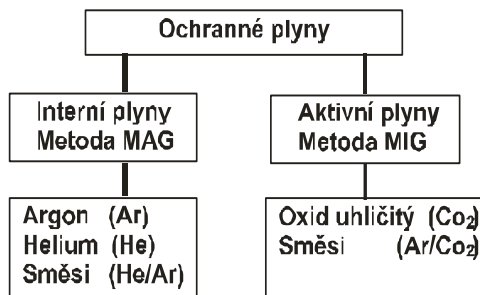 Ochranné plyny
Interní plyny
Metoda MAG
Aktivní plyny
Metoda MIG
Argon (Ar)
Helium (He)
Směsi (He/Ar)
Oxid uhličitý (Co₂)
Směsi (Ar/Co₂)